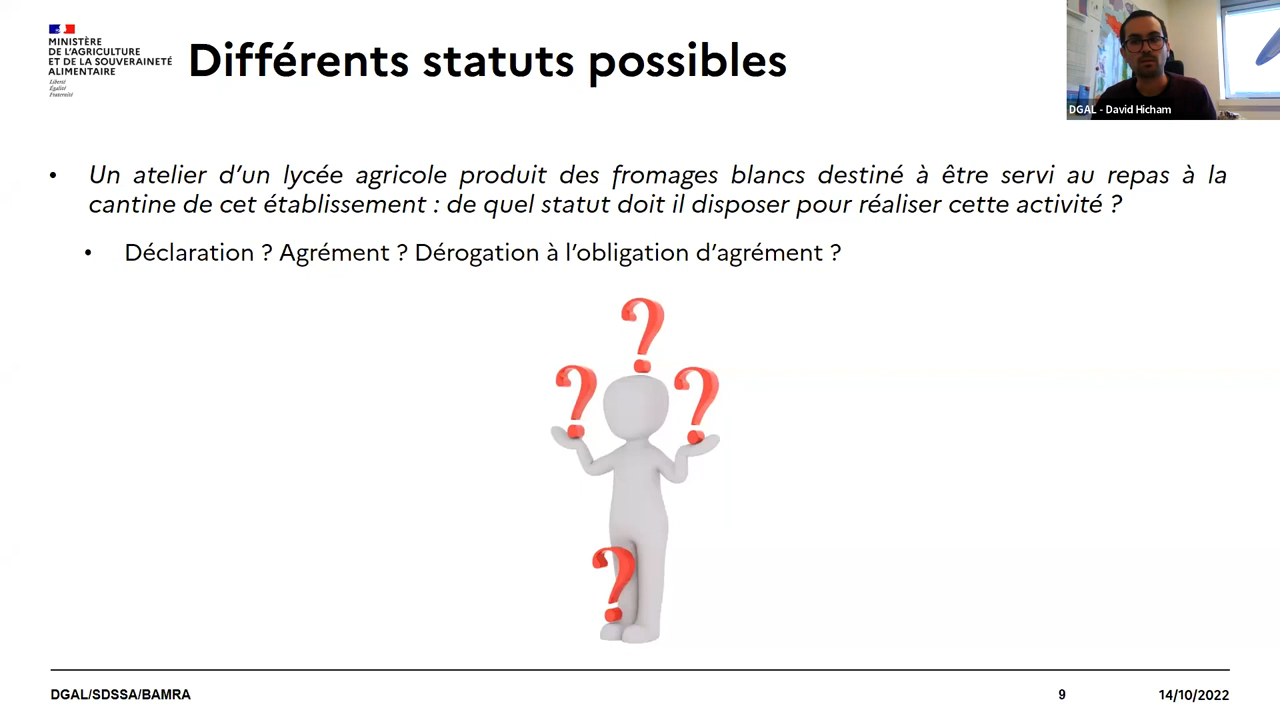 MINISTÈRE
DE L'AGRICULTURE
ET DE LA SOUVERAINETÉ
ALIMENTAIRE
Liberté
Égalité
Fraternité
Différents statuts possibles
DGAL - David Hicham
• Un atelier d'un lycée agricole produit des fromages blancs destiné à être servi au repas à la
cantine de cet établissement : de quel statut doit il disposer pour réaliser cette activité ?
• Déclaration ? Agrément ? Dérogation à l'obligation d'agrément ?
? ? ? ?
DGAL/SDSSA/BAMRA
9
14/10/2022